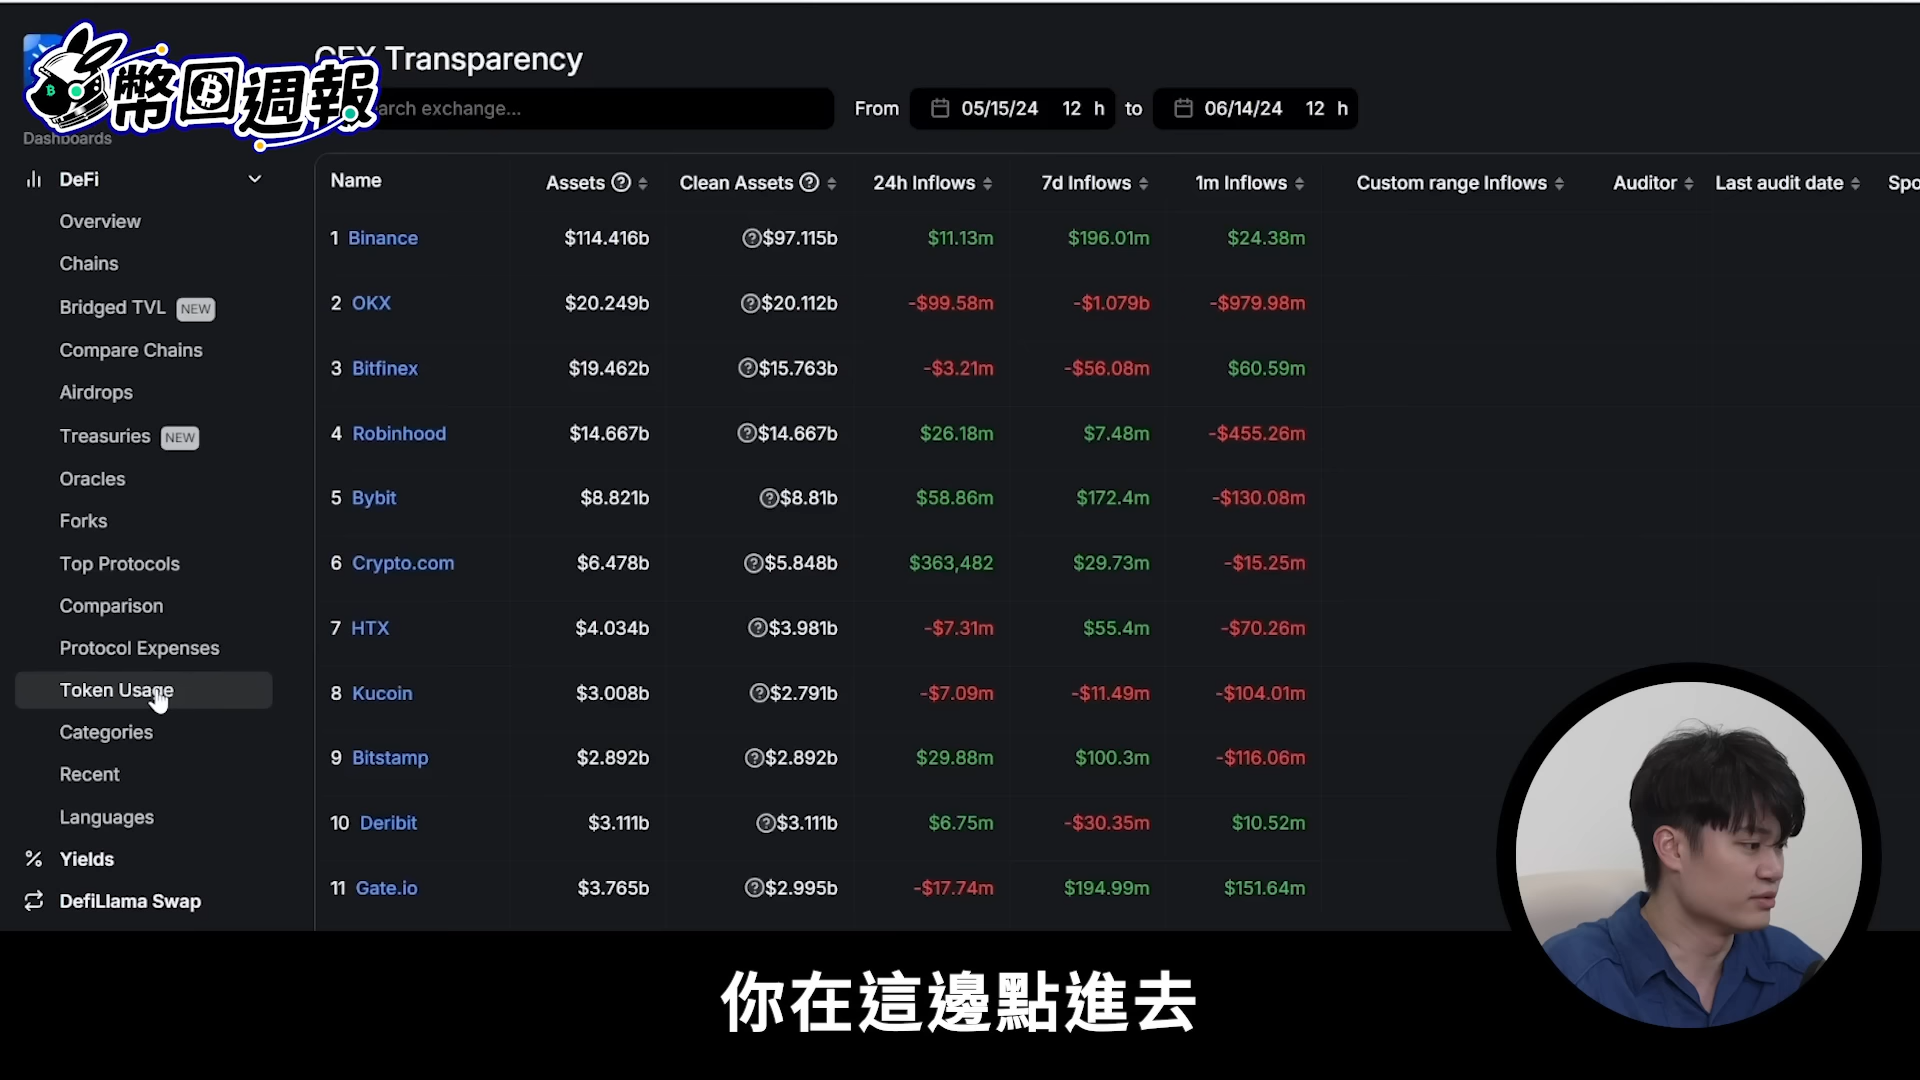 幣圈週報
CEX Transparency
arch exchange...
From 05/15/24 12 h to 06/14/24 12 h
Dashboards
DeFi
Overview
Chains
Bridged TVL NEW
Compare Chains
Airdrops
Treasuries NEW
Oracles
Forks
Top Protocols
Comparison
Protocol Expenses
Token Usage
Categories
Recent
Languages
Yields
DefiLlama Swap
Name Assets Clean Assets 24h Inflows 7d Inflows 1m Inflows Custom range Inflows Auditor Last audit date Spo
1 Binance $114.416b $97.115b $11.13m $196.01m $24.38m
2 OKX $20.249b $20.112b -$99.58m -$1.079b -$979.98m
3 Bitfinex $19.462b $15.763b -$3.21m -$56.08m $60.59m
4 Robinhood $14.667b $14.667b $26.18m $7.48m -$455.26m
5 Bybit $8.821b $8.81b $58.86m $172.4m -$130.08m
6 Crypto.com $6.478b $5.848b $363,482 $29.73m -$15.25m
7 HTX $4.034b $3.981b -$7.31m $55.4m -$70.26m
8 Kucoin $3.008b $2.791b -$7.09m -$11.49m -$104.01m
9 Bitstamp $2.892b $2.892b $29.88m $100.3m -$116.06m
10 Deribit $3.111b $3.111b $6.75m -$30.35m $10.52m
11 Gate.io $3.765b $2.995b -$17.74m $194.99m $151.64m
你在這邊點進去